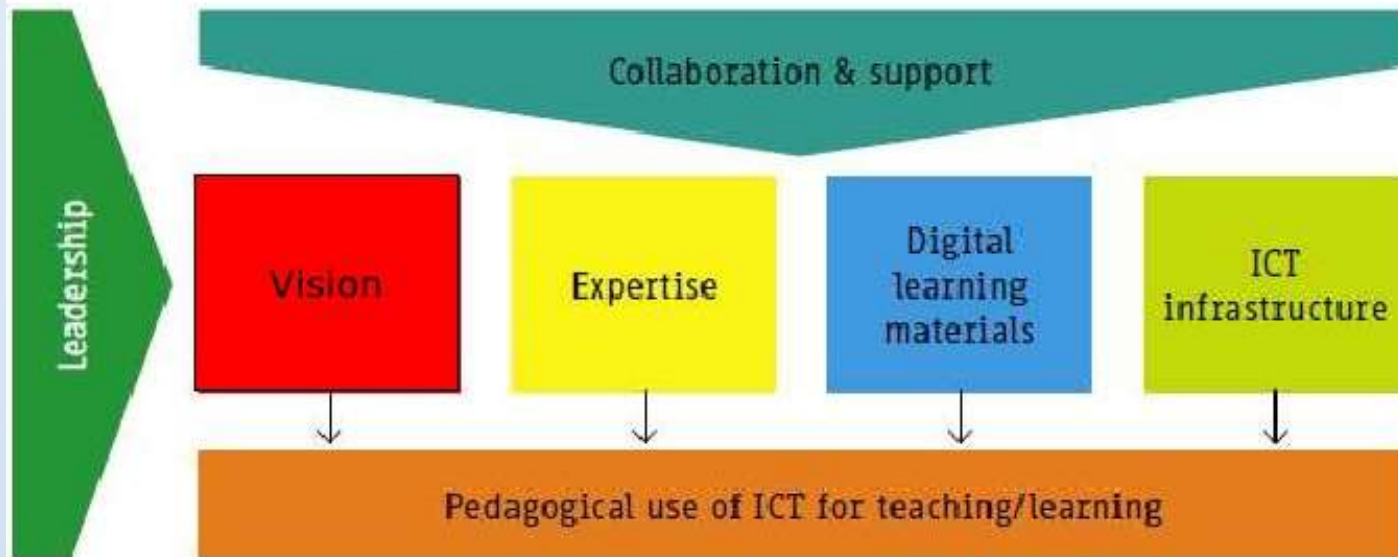 Collaboration & support
Leadership
Vision
Expertise
Digital
learning
materials
ICT
infrastructure
Pedagogical use of ICT for teaching/learning